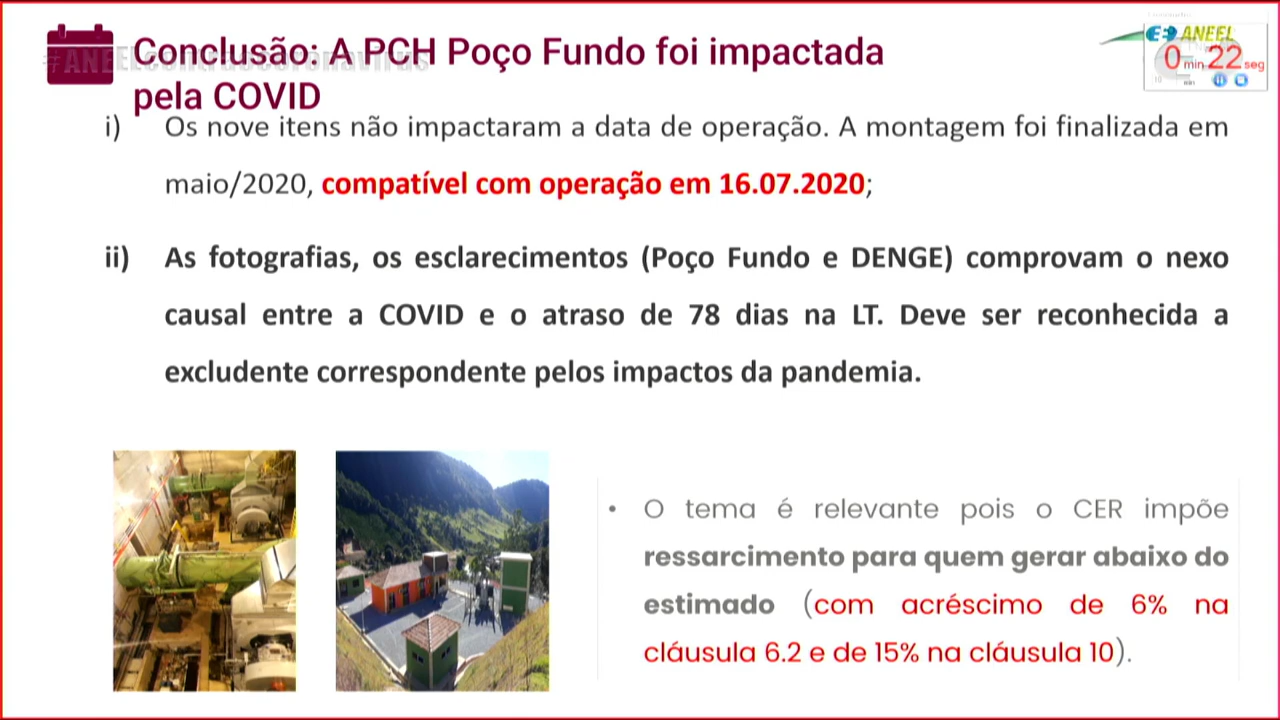 Conclusão: A PCH Poço Fundo foi impactada
pela COVID
#ANEELcontraocoronavirus
ANEEL
0 min 22 seg
i) Os nove itens não impactaram a data de operação. A montagem foi finalizada em
maio/2020, compatível com operação em 16.07.2020;
ii) As fotografias, os esclarecimentos (Poço Fundo e DENGE) comprovam o nexo
causal entre a COVID e o atraso de 78 dias na LT. Deve ser reconhecida a
excludente correspondente pelos impactos da pandemia.
• O tema é relevante pois o CER impõe
ressarcimento para quem gerar abaixo do
estimado (com acréscimo de 6% na
cláusula 6.2 e de 15% na cláusula 10).